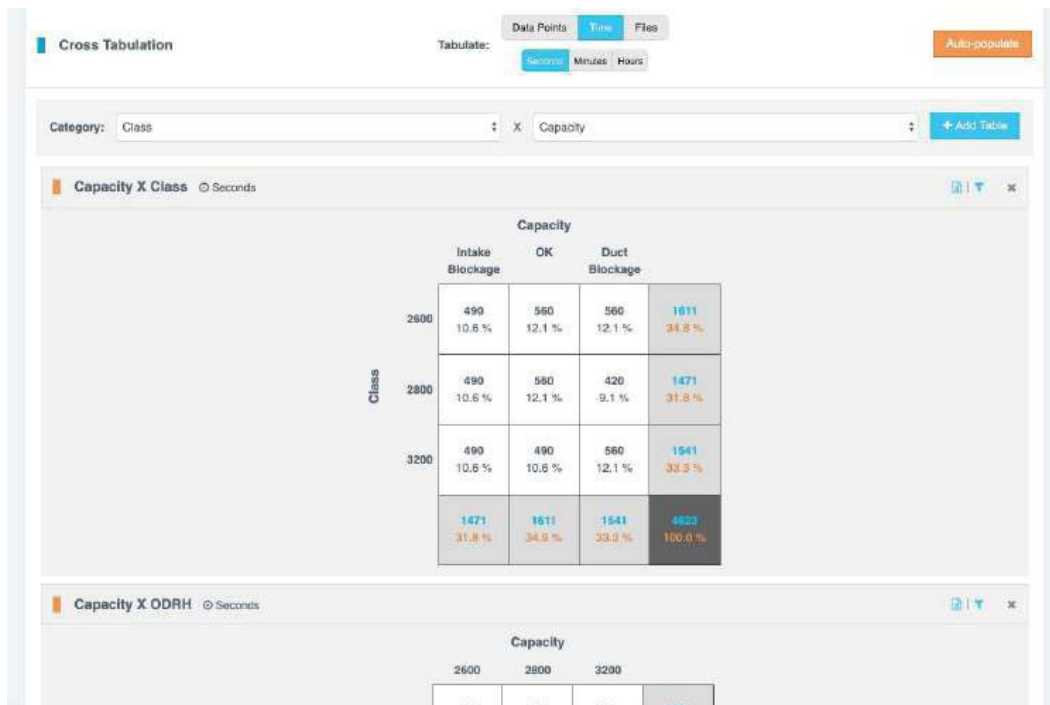 Data Points Time Files
Cross Tabulation
Tabulate:
Auto-populate
Seconds Minutes Hours
Category: Class X Capacity + Add Table
Capacity X Class Seconds
Capacity
Intake Blockage OK Duct Blockage
2600 490 560 560 1611
10.6 % 12.1 % 12.1 % 34.8 %
Class
2800 490 560 420 1471
10.6 % 12.1 % 9.1 % 31.8 %
3200 490 490 560 1541
10.6 % 10.6 % 12.1 % 33.3 %
1471 1611 1541 4623
31.8 % 34.9 % 33.3 % 100.0 %
Capacity X ODRH Seconds
Capacity
2600 2800 3200